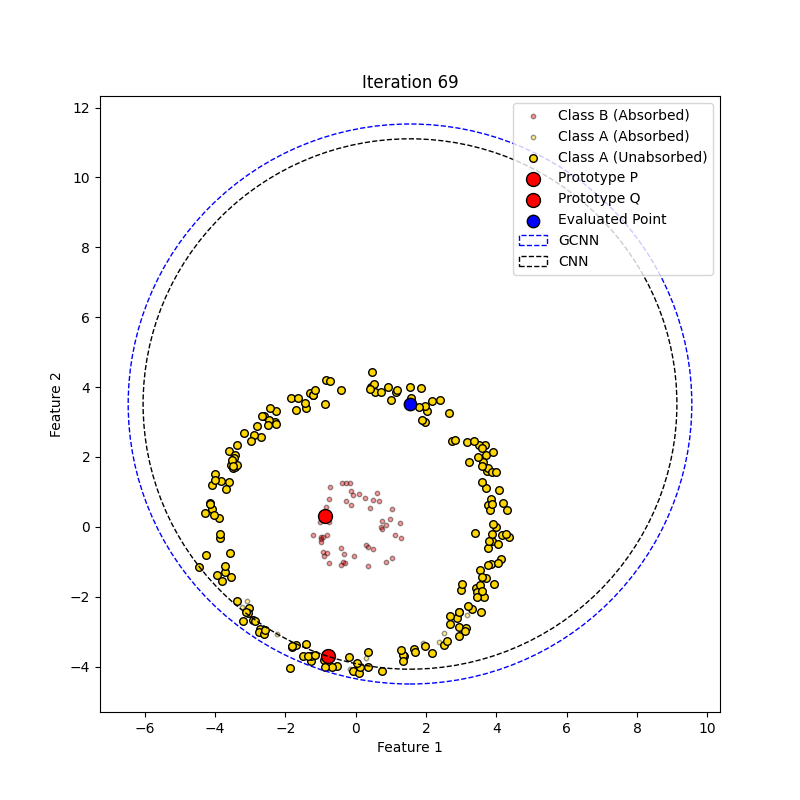 Iteration 69
Class B (Absorbed)
Class A (Absorbed)
Class A (Unabsorbed)
Prototype P
Prototype Q
Evaluated Point
GCNN
CNN
12
10
8
6
4
2
0
−2
−4
Feature 2
−6 −4 −2 0 2 4 6 8 10
Feature 1